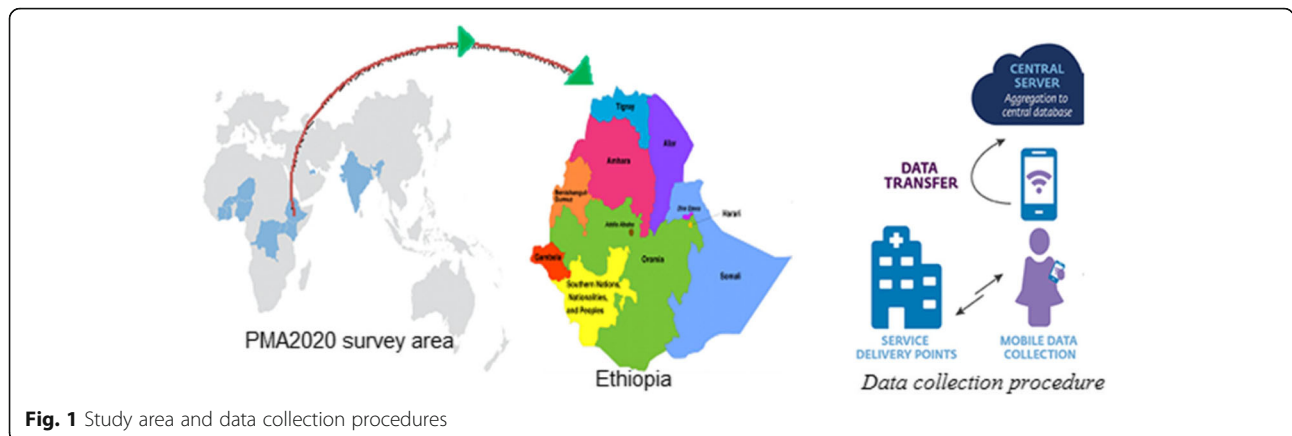 CENTRAL
SERVER
Aggregation to
central database
DATA
TRANSFER
SERVICE
DELIVERY POINTS
MOBILE DATA
COLLECTION
Data collection procedure
PMA2020 survey area
Tigray
Afar
Amhara
Benishangul
Gumuz
Dire Dawa
Harari
Addis Ababa
Gambela
Oromia
Somali
Southern Nations,
Nationalities,
and Peoples
Ethiopia
Fig. 1 Study area and data collection procedures